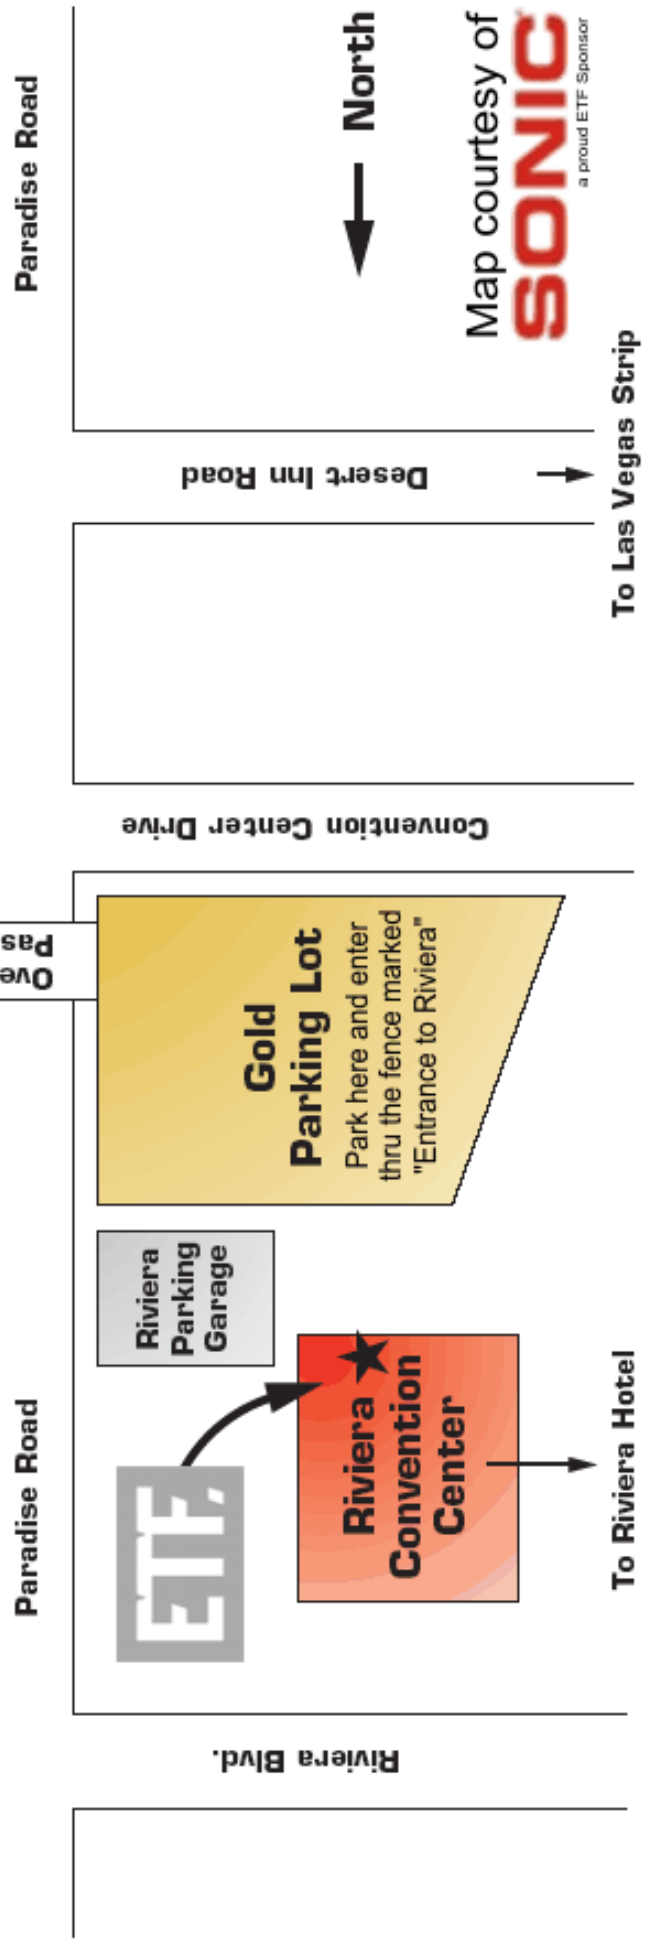 Paradise Road
Paradise Road
Ove
Pas
Riviera Blvd.
ETF.
Riviera
Parking
Garage
Riviera
Convention
Center
To Riviera Hotel
Gold
Parking Lot
Park here and enter
thru the fence marked
"Entrance to Riviera"
Convention Center Drive
Desert Inn Road
To Las Vegas Strip
North
Map courtesy of
SONIC
a proud ETF Sponsor